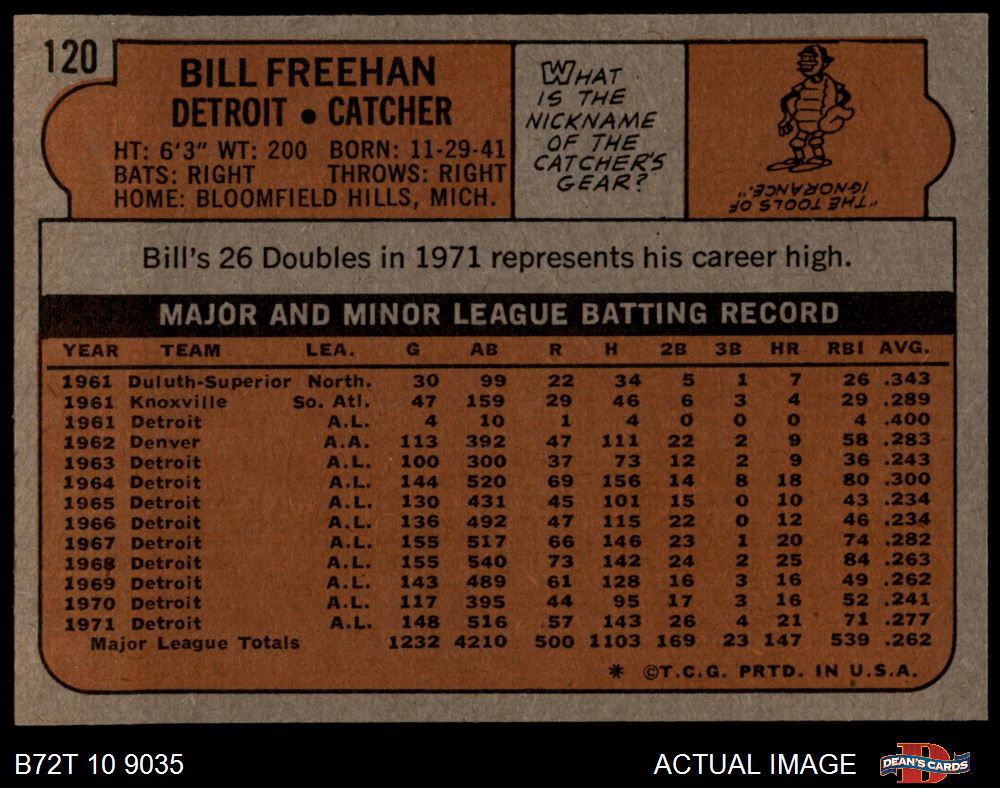 120
BILL FREEHAN
DETROIT • CATCHER
HT: 6'3" WT: 200 BORN: 11-29-41
BATS: RIGHT THROWS: RIGHT
HOME: BLOOMFIELD HILLS, MICH.
WHAT
IS THE
NICKNAME
OF THE
CATCHER'S
GEAR?
"THE TOOLS OF
IGNORANCE."
Bill's 26 Doubles in 1971 represents his career high.
MAJOR AND MINOR LEAGUE BATTING RECORD
YEAR TEAM LEA. G AB R H 2B 3B HR RBI AVG.
1961 Duluth-Superior North. 30 99 22 34 5 1 7 26 .343
1961 Knoxville So. Atl. 47 159 29 46 6 3 4 29 .289
1961 Detroit A.L. 4 10 1 4 0 0 0 4 .400
1962 Denver A.A. 113 392 47 111 22 2 9 58 .283
1963 Detroit A.L. 100 300 37 73 12 2 9 36 .243
1964 Detroit A.L. 144 520 69 156 14 8 18 80 .300
1965 Detroit A.L. 130 431 45 101 15 0 10 43 .234
1966 Detroit A.L. 136 492 47 115 22 0 12 46 .234
1967 Detroit A.L. 155 517 66 146 23 1 20 74 .282
1968 Detroit A.L. 155 540 73 142 24 2 25 84 .263
1969 Detroit A.L. 143 489 61 128 16 3 16 49 .262
1970 Detroit A.L. 117 395 44 95 17 3 16 52 .241
1971 Detroit A.L. 148 516 57 143 26 4 21 71 .277
Major League Totals 1232 4210 500 1103 169 23 147 539 .262
* ©T.C.G. PRTD. IN U.S.A.
B72T 10 9035
ACTUAL IMAGE
D
DEAN'S CARDS